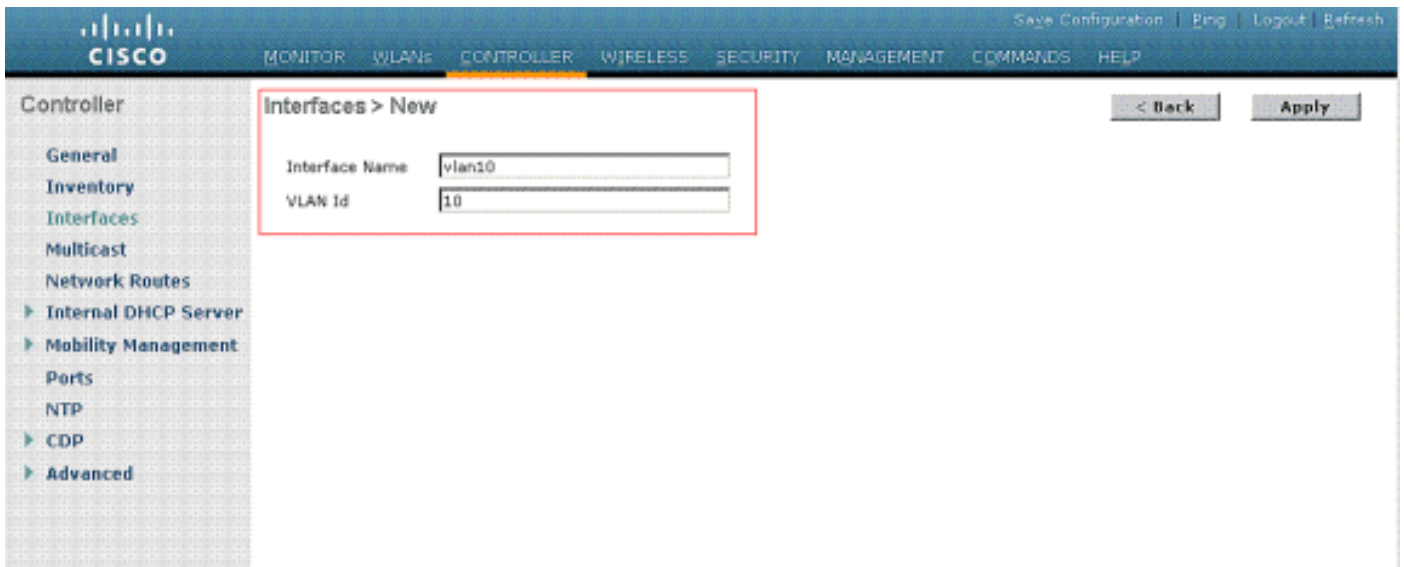 Save Configuration | Ping | Logout | Refresh
CISCO
MONITOR WLANs CONTROLLER WIRELESS SECURITY MANAGEMENT COMMANDS HELP
Controller
General
Inventory
Interfaces
Multicast
Network Routes
Internal DHCP Server
Mobility Management
Ports
NTP
CDP
Advanced
Interfaces > New
< Back
Apply
Interface Name vlan10
VLAN Id 10